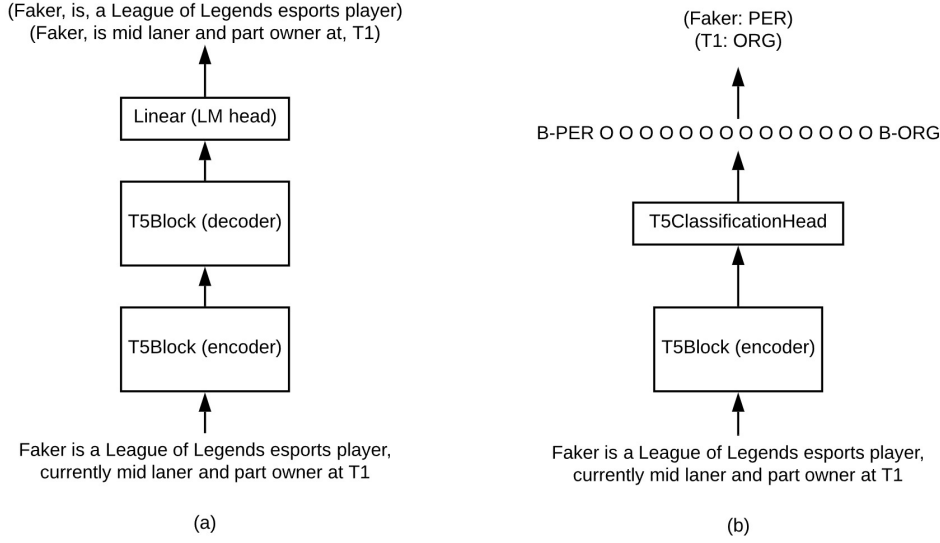 (Faker, is, a League of Legends esports player)
(Faker, is mid laner and part owner at, T1)
Linear (LM head)
T5Block (decoder)
T5Block (encoder)
Faker is a League of Legends esports player,
currently mid laner and part owner at T1
(a)
(Faker: PER)
(T1: ORG)
B-PER O O O O O O O O O O O O O O B-ORG
T5ClassificationHead
T5Block (encoder)
Faker is a League of Legends esports player,
currently mid laner and part owner at T1
(b)